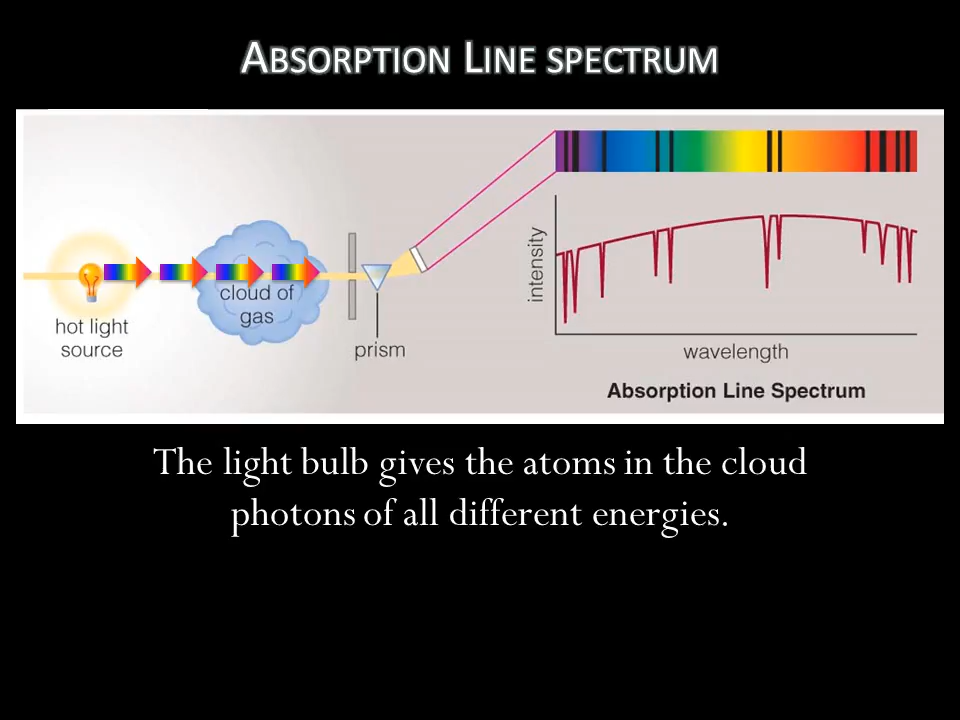 ABSORPTION LINE SPECTRUM
hot light
source
cloud of
gas
prism
intensity
wavelength
Absorption Line Spectrum
The light bulb gives the atoms in the cloud
photons of all different energies.